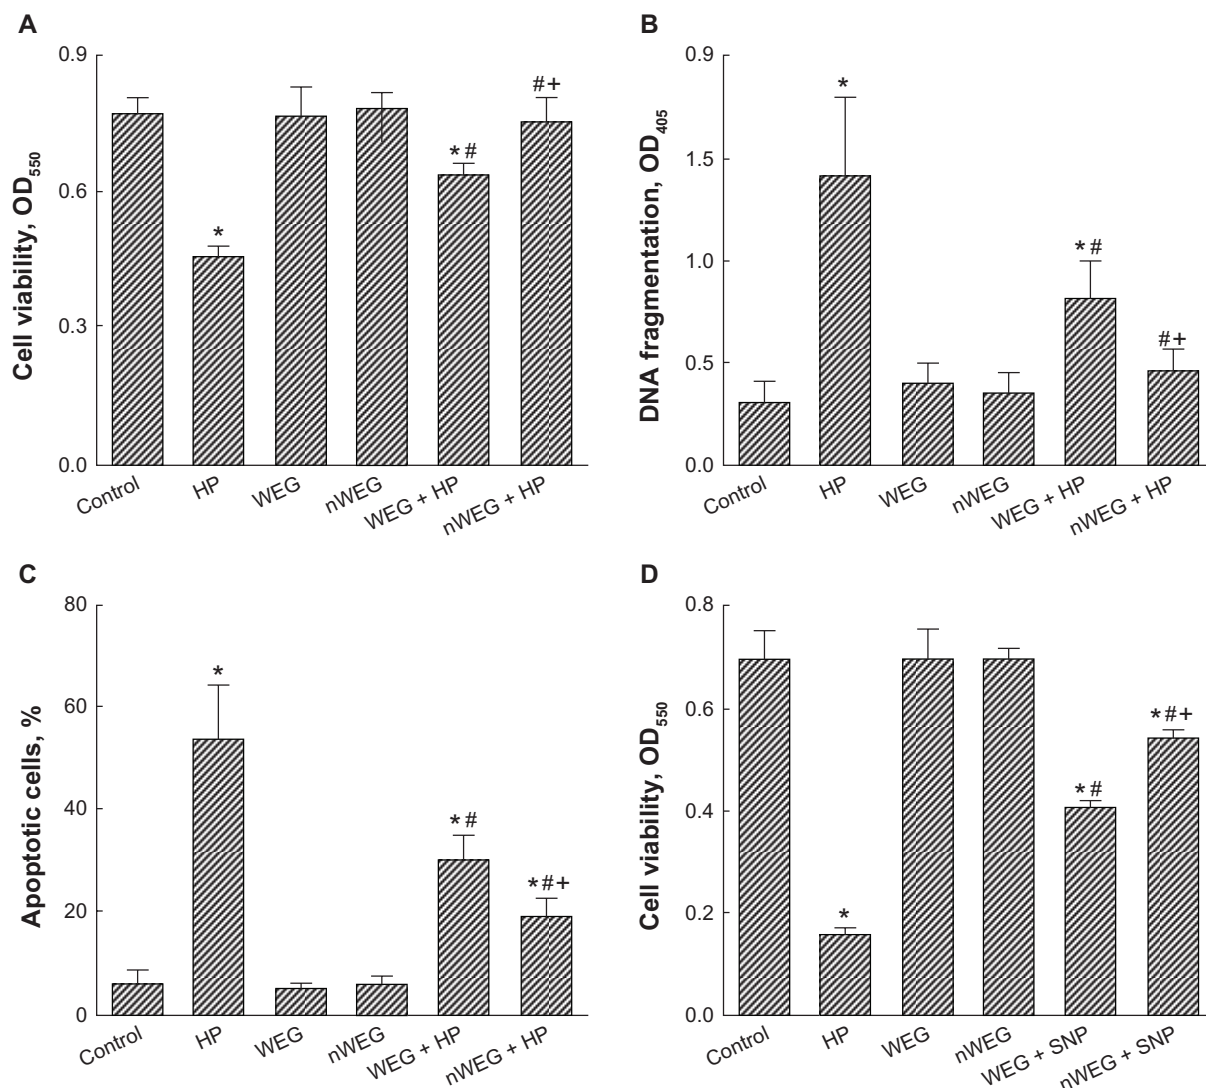 A
Cell viability, OD550
0.9
0.6
0.3
0.0
*
*#
#+
Control
HP
WEG
nWEG
WEG + HP
nWEG + HP
B
DNA fragmentation, OD405
0.9
1.5
1.0
0.5
0.0
*
*#
#+
Control
HP
WEG
nWEG
WEG + HP
nWEG + HP
C
Apoptotic cells, %
80
60
40
20
0
*
*#
*#+
Control
HP
WEG
nWEG
WEG + HP
nWEG + HP
D
Cell viability, OD550
0.8
0.6
0.4
0.2
0.0
*
*#
*#+
Control
HP
WEG
nWEG
WEG + SNP
nWEG + SNP